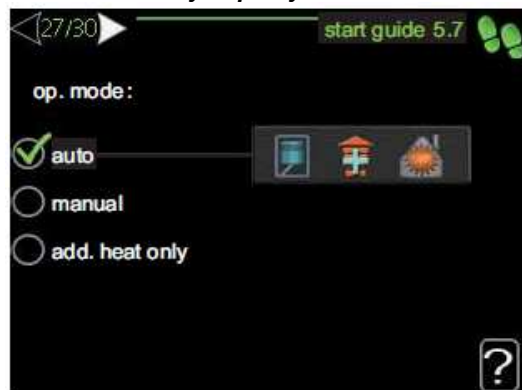 27/30
start guide 5.7
op. mode:
auto
manual
add. heat only
?